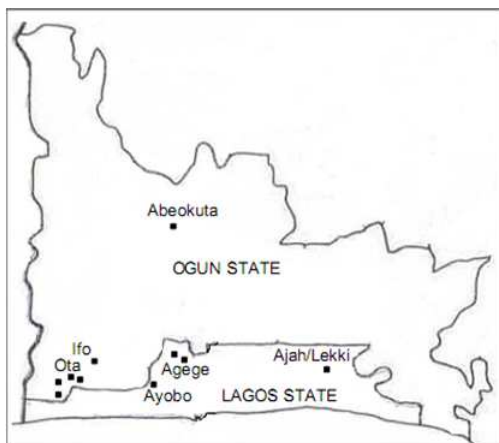 Abeokuta
OGUN STATE
Ifo
Ota
Agege
Ajah/Lekki
Ayobo
LAGOS STATE